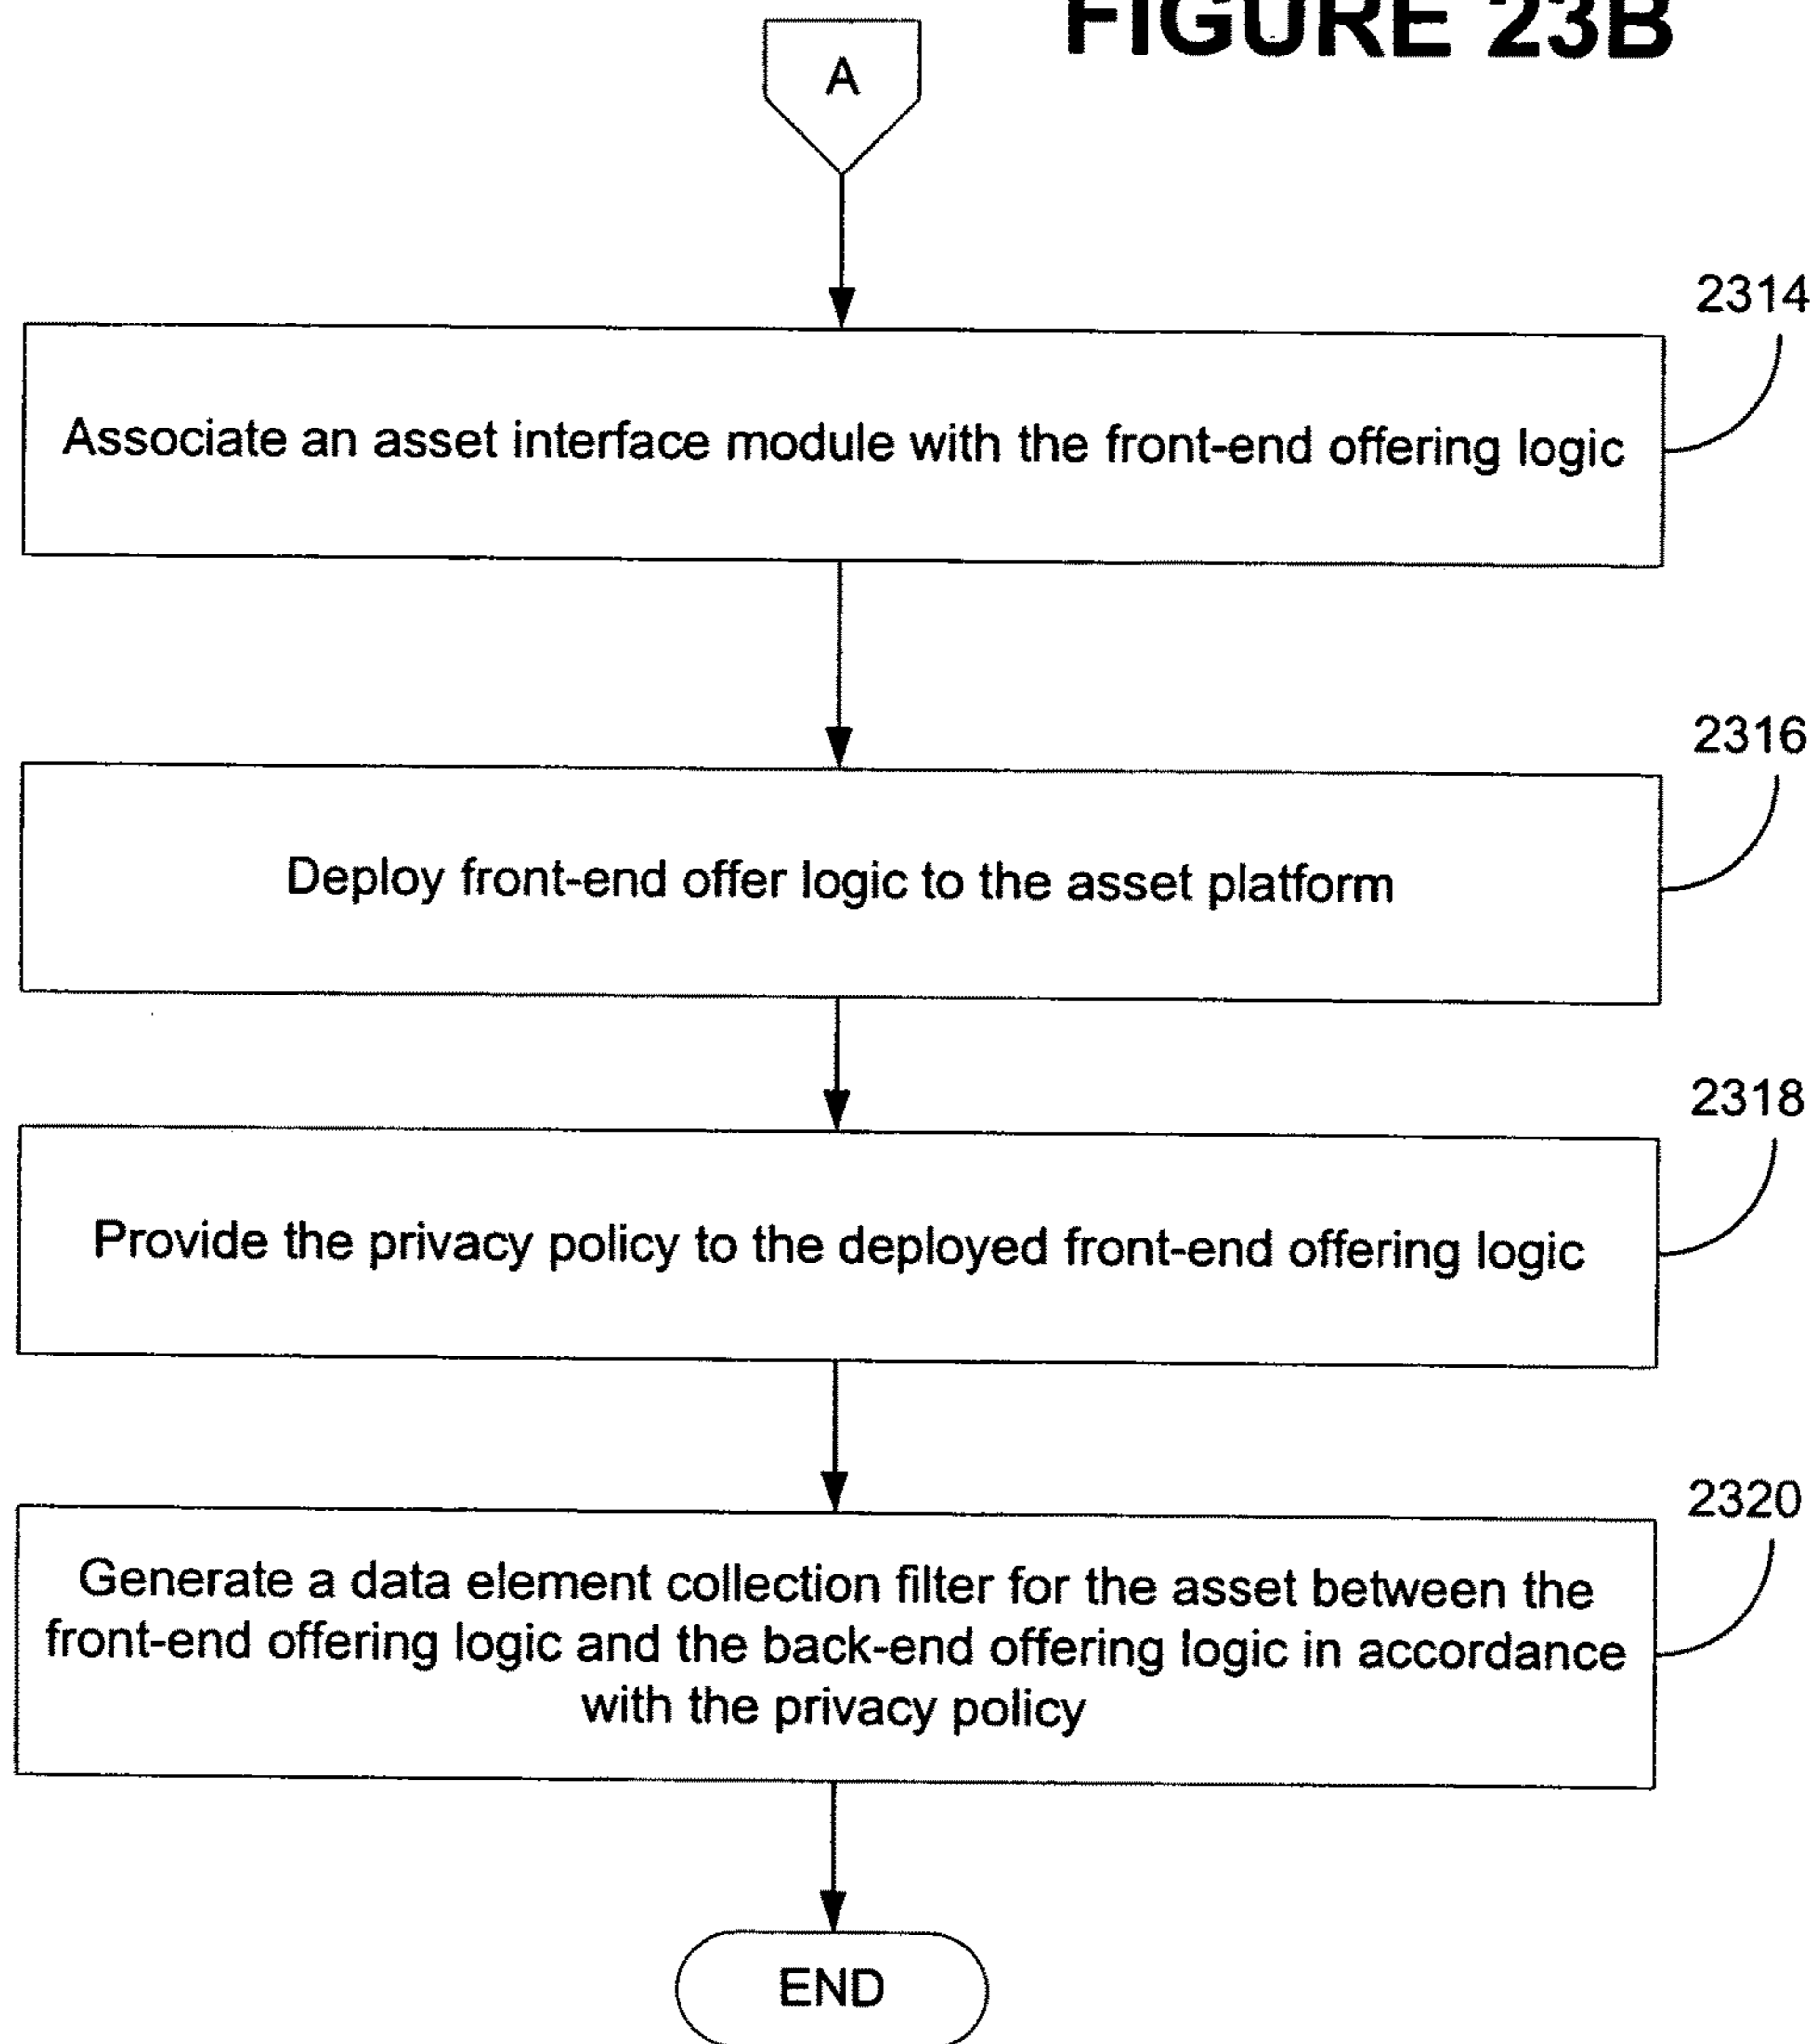 FIGURE 23B
A
2314
Associate an asset interface module with the front-end offering logic
2316
Deploy front-end offer logic to the asset platform
2318
Provide the privacy policy to the deployed front-end offering logic
2320
Generate a data element collection filter for the asset between the
front-end offering logic and the back-end offering logic in accordance
with the privacy policy
END